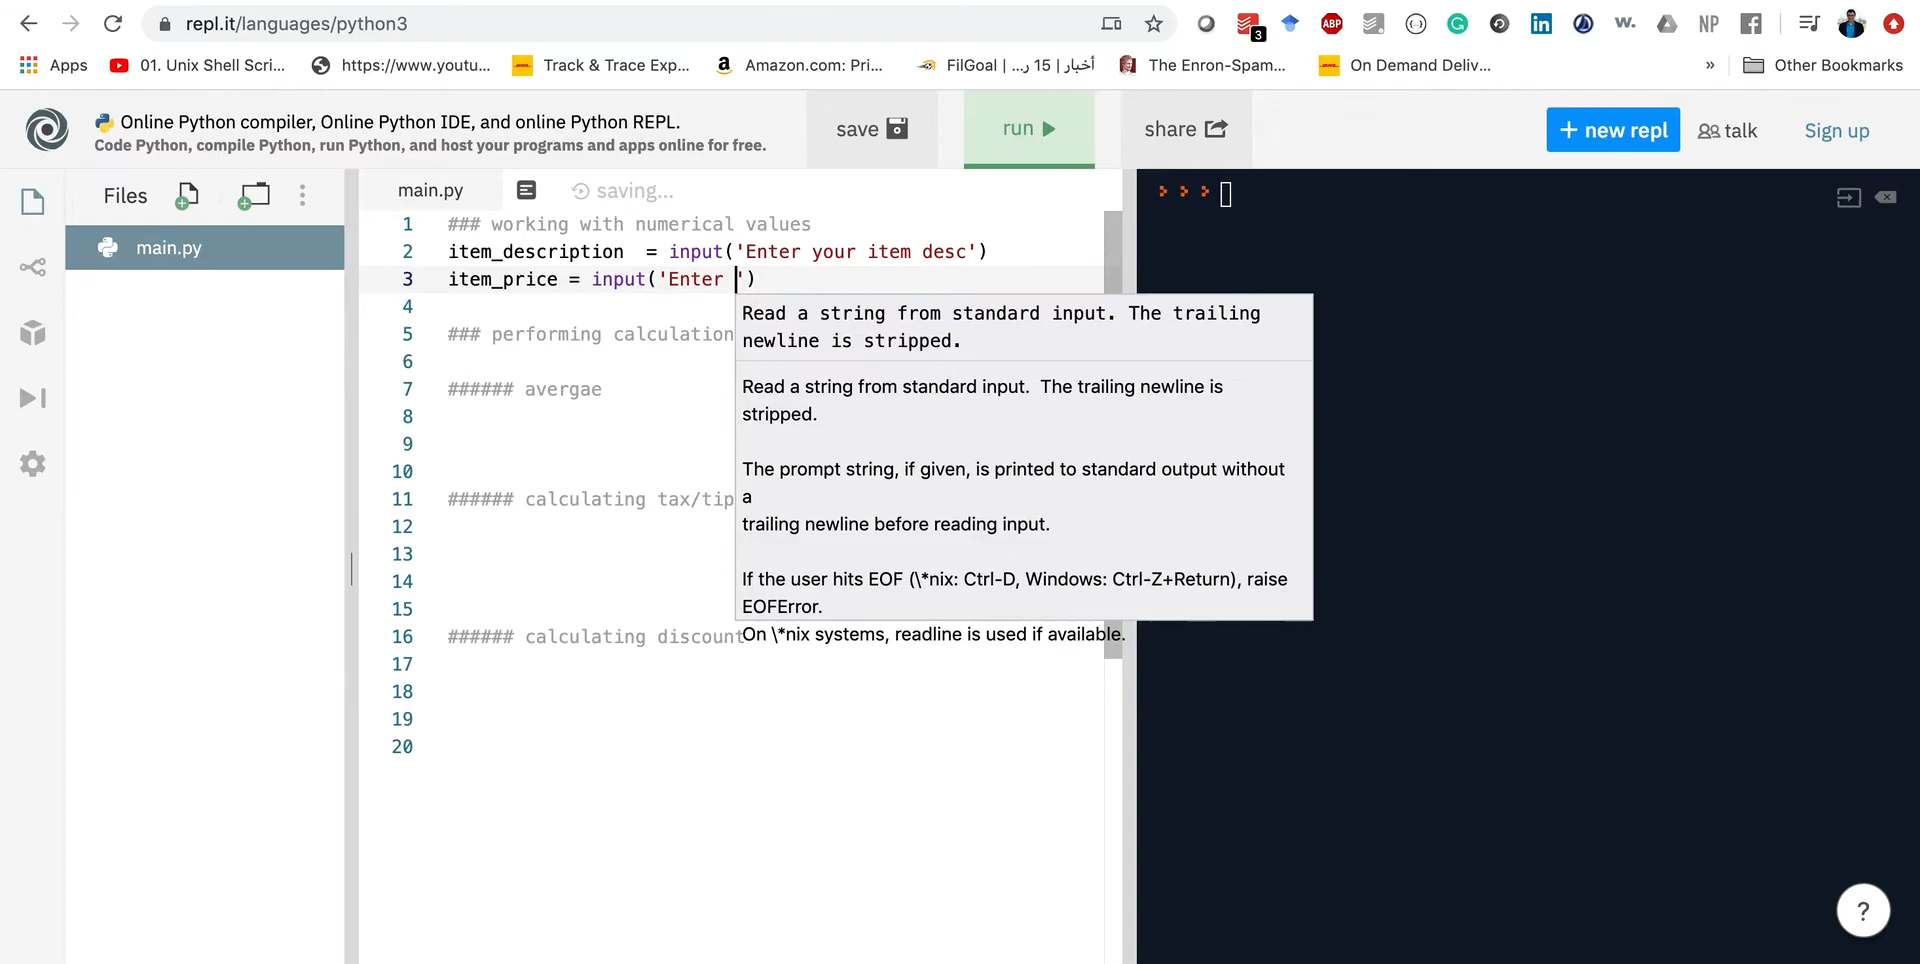 repl.it/languages/python3
3
ABP
w.
NP
Apps
01. Unix Shell Scri...
https://www.youtu...
Track & Trace Exp...
Amazon.com: Pri...
FilGoal | أخبار | 15 ر...
The Enron-Spam...
On Demand Deliv...
»
Other Bookmarks
Online Python compiler, Online Python IDE, and online Python REPL.
Code Python, compile Python, run Python, and host your programs and apps online for free.
save
run
share
+ new repl
talk
Sign up
Files
main.py
main.py
saving...
1 ### working with numerical values
2 item_description  = input('Enter your item desc')
3 item_price = input('Enter ')
4
5 ### performing calculation
6
7 ###### avergae
8
9
10
11 ###### calculating tax/tip
12
13
14
15
16 ###### calculating discount
17
18
19
20
Read a string from standard input. The trailing
newline is stripped.
Read a string from standard input.  The trailing newline is
stripped.
The prompt string, if given, is printed to standard output without
a
trailing newline before reading input.
If the user hits EOF (\*nix: Ctrl-D, Windows: Ctrl-Z+Return), raise
EOFError.
On \*nix systems, readline is used if available.
?